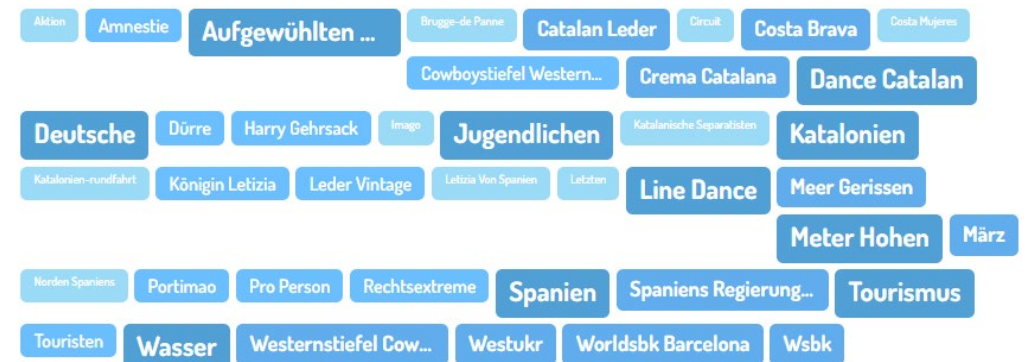 Aktion Amnestie Aufgewühlten ... Brugge-de Panne Catalan Leder Circuit Costa Brava Costa Mujeres
Cowboystiefel Western... Crema Catalana Dance Catalan
Deutsche Dürre Harry Gehrsack Imago Jugendlichen Katalanische Separatisten Katalonien
Katalonien-rundfahrt Königin Letizia Leder Vintage Letizia Von Spanien Letzten Line Dance Meer Gerissen
Meter Hohen März
Norden Spaniens Portimao Pro Person Rechtsextreme Spanien Spaniens Regierung... Tourismus
Touristen Wasser Westernstiefel Cow... Westukr Worldsbk Barcelona Wsbk